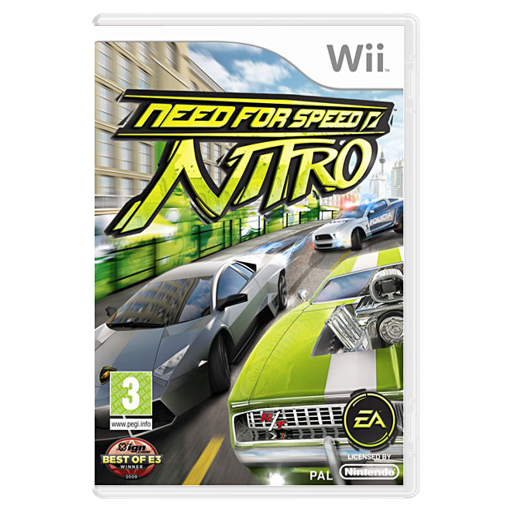 Wii
NEED FOR SPEED
NITRO
POLICIA
R/T
3
www.pegi.info
EA
ign
BEST OF E3
WINNER
2009
LICENSED BY
PAL
Nintendo